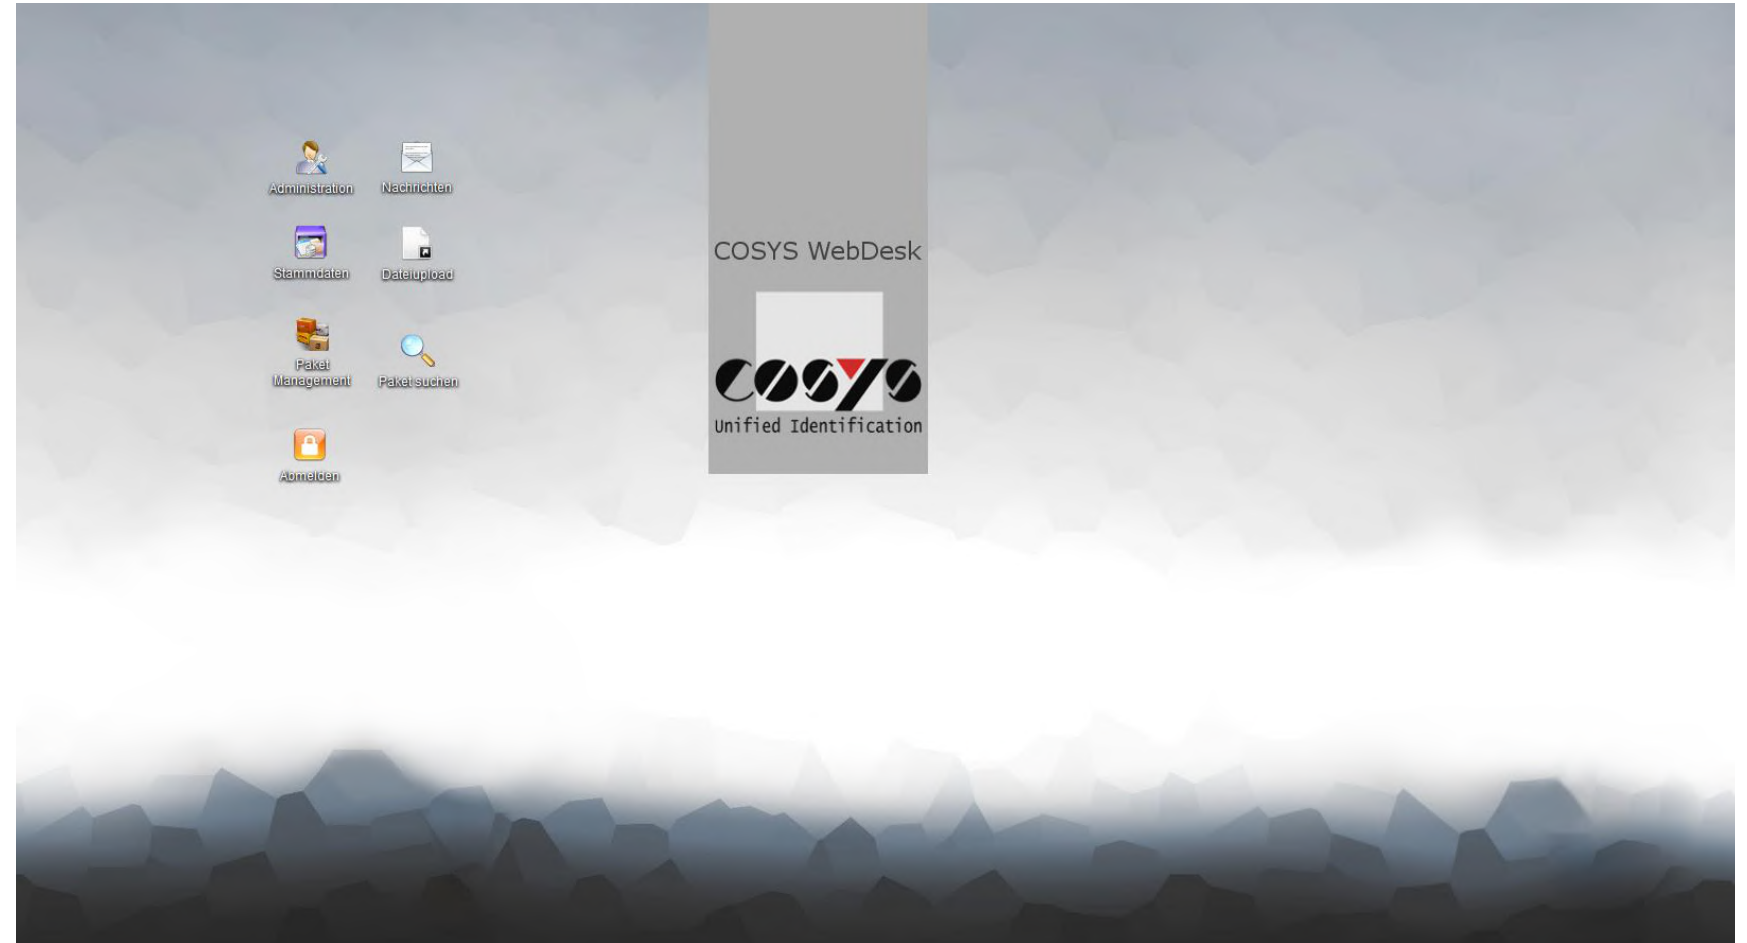 Administration
Nachrichten
Stammdaten
Dateiupload
Paket
Management
Paket suchen
Abmelden
COSYS WebDesk
COSYS
Unified Identification